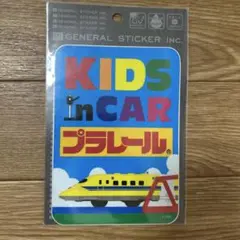 GENERAL STICKER INC.
KIDS
in CAR
プラレール